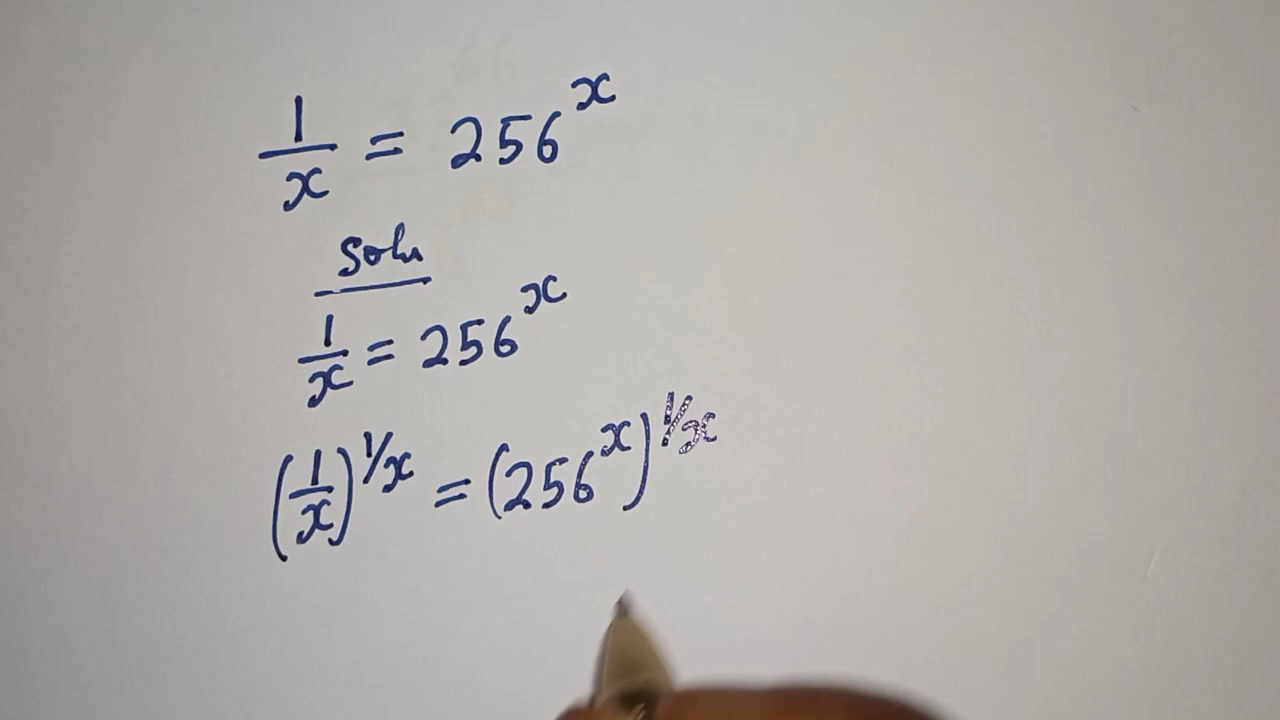 1/x = 256^x
Soln
1/x = 256^x
(1/x)^1/x = (256^x)^1/x